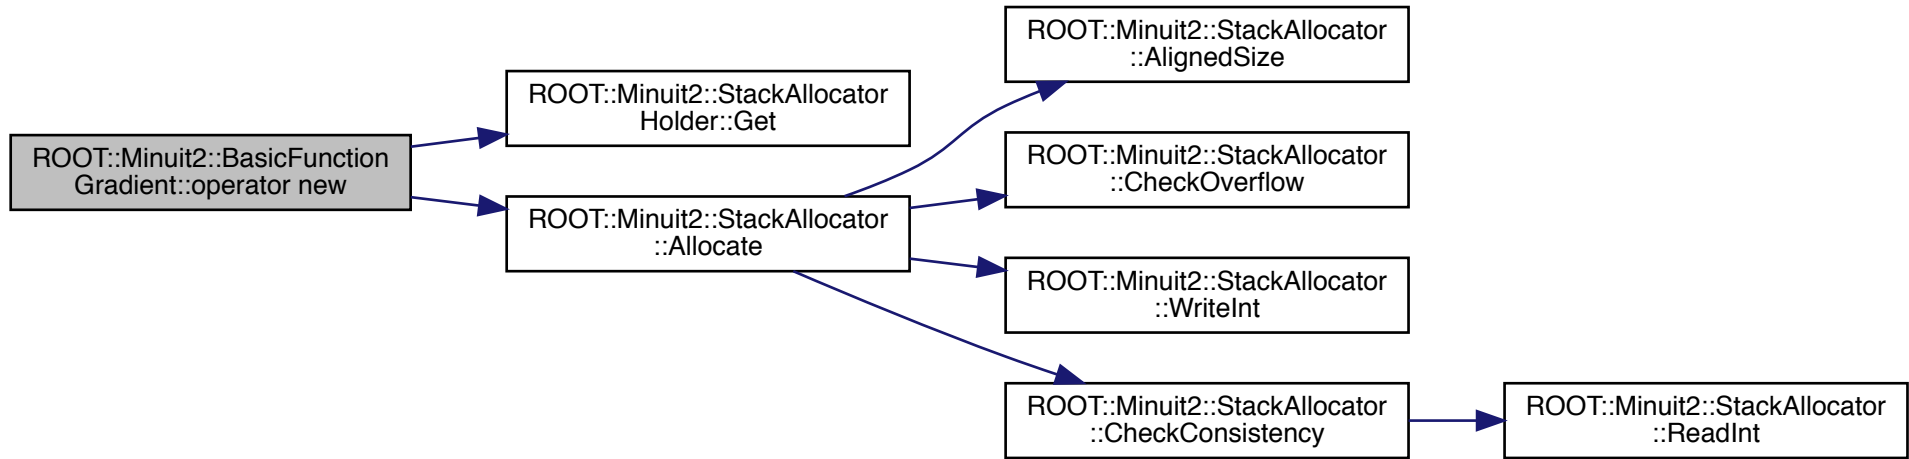 ROOT::Minuit2::BasicFunction
Gradient::operator new
ROOT::Minuit2::StackAllocator
Holder::Get
ROOT::Minuit2::StackAllocator
::Allocate
ROOT::Minuit2::StackAllocator
::AlignedSize
ROOT::Minuit2::StackAllocator
::CheckOverflow
ROOT::Minuit2::StackAllocator
::WriteInt
ROOT::Minuit2::StackAllocator
::CheckConsistency
ROOT::Minuit2::StackAllocator
::ReadInt